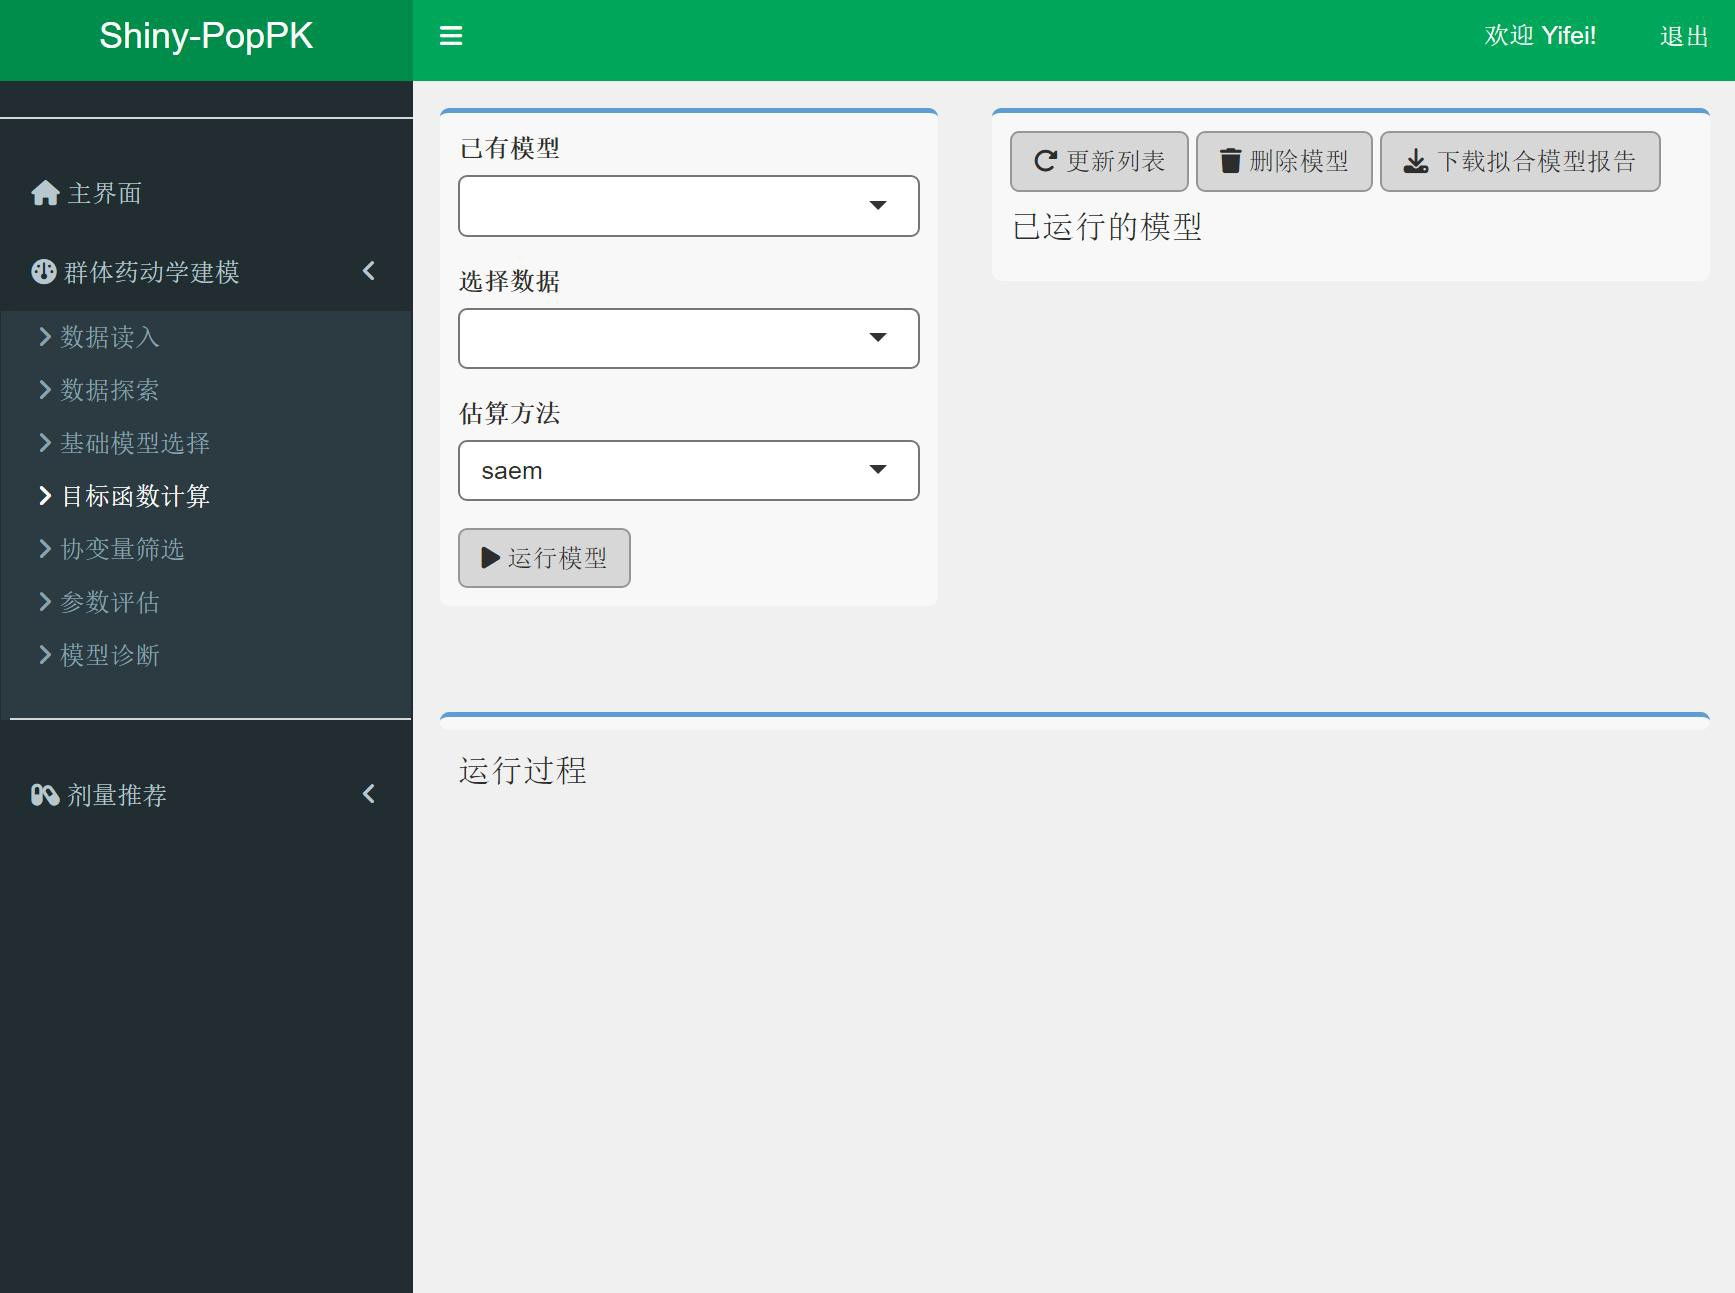 Shiny-PopPK
欢迎 Yifei!
退出
主界面
群体药动学建模
数据读入
数据探索
基础模型选择
目标函数计算
协变量筛选
参数评估
模型诊断
剂量推荐
已有模型
选择数据
估算方法
saem
运行模型
更新列表
删除模型
下载拟合模型报告
已运行的模型
运行过程